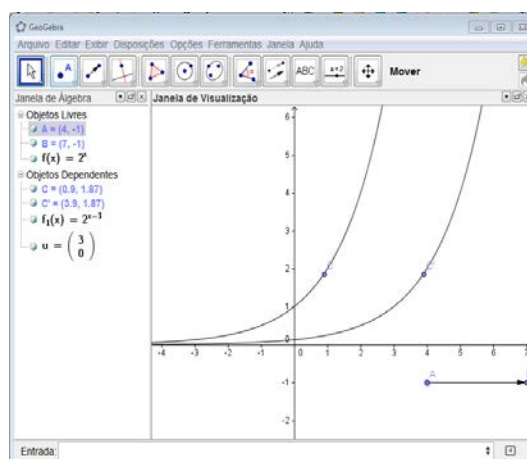 GeoGebra
Arquivo Editar Exibir Disposições Opções Ferramentas Janela Ajuda
A ABC a=2 Mover
Janela de Álgebra
Janela de Visualização
Objetos Livres
A = (4, -1)
B = (7, -1)
f(x) = 2ˣ
Objetos Dependentes
C = (0.9, 1.87)
C' = (3.9, 1.87)
f₁(x) = 2ˣ⁻³
u = (3
0)
6
5
4
3
2
1
0
-1
-2
-4 -3 -2 -1 0 1 2 3 4 5 6 7
C
C'
A
Entrada: